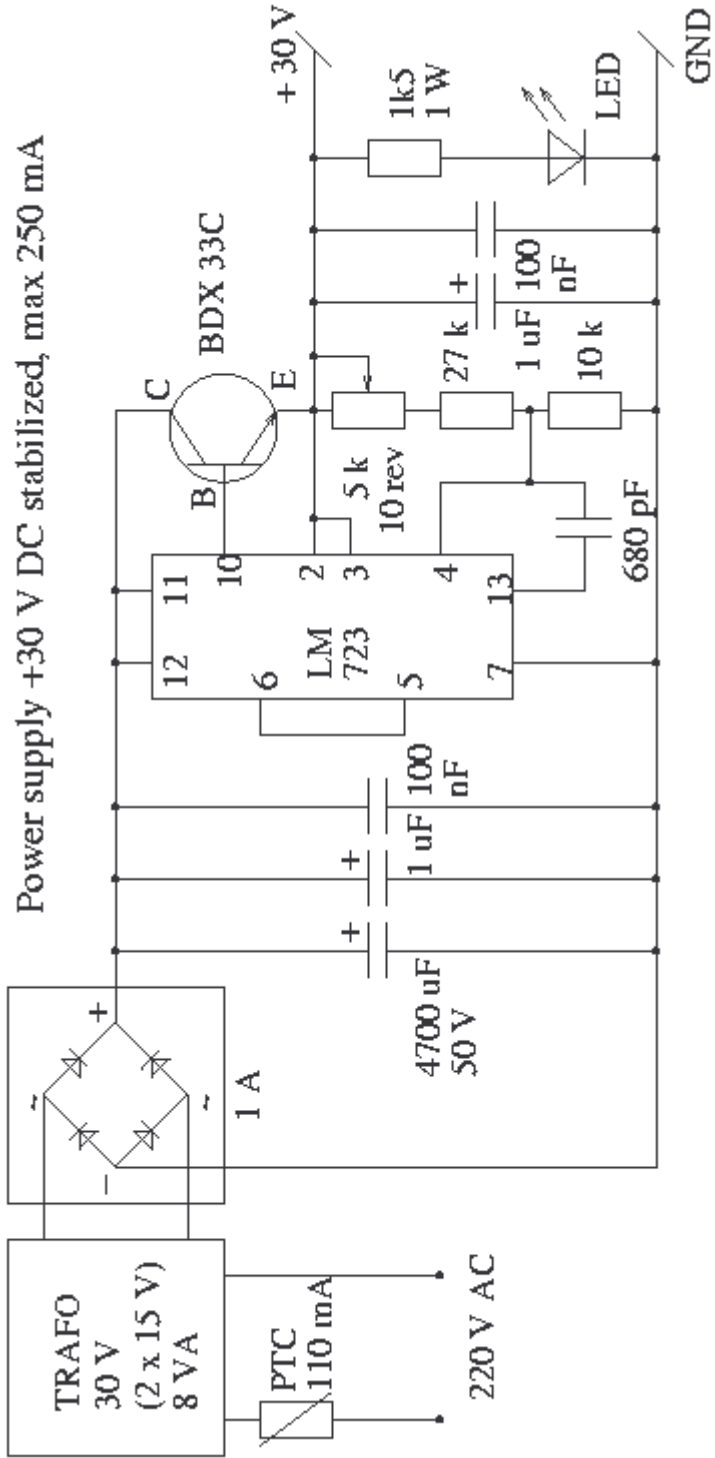 Power supply +30 V DC stabilized, max 250 mA
TRAFO
30 V
(2 x 15 V)
8 VA
PTC
110 mA
220 V AC
~
+
−
~
1 A
+
4700 uF
50 V
+
1 uF
100
nF
12
11
6
10
LM
723
2
3
5
4
7
13
B
C
E
BDX 33C
5 k
10 rev
27 k
10 k
680 pF
+
1 uF
100
nF
+ 30 V
1k5
1 W
LED
GND